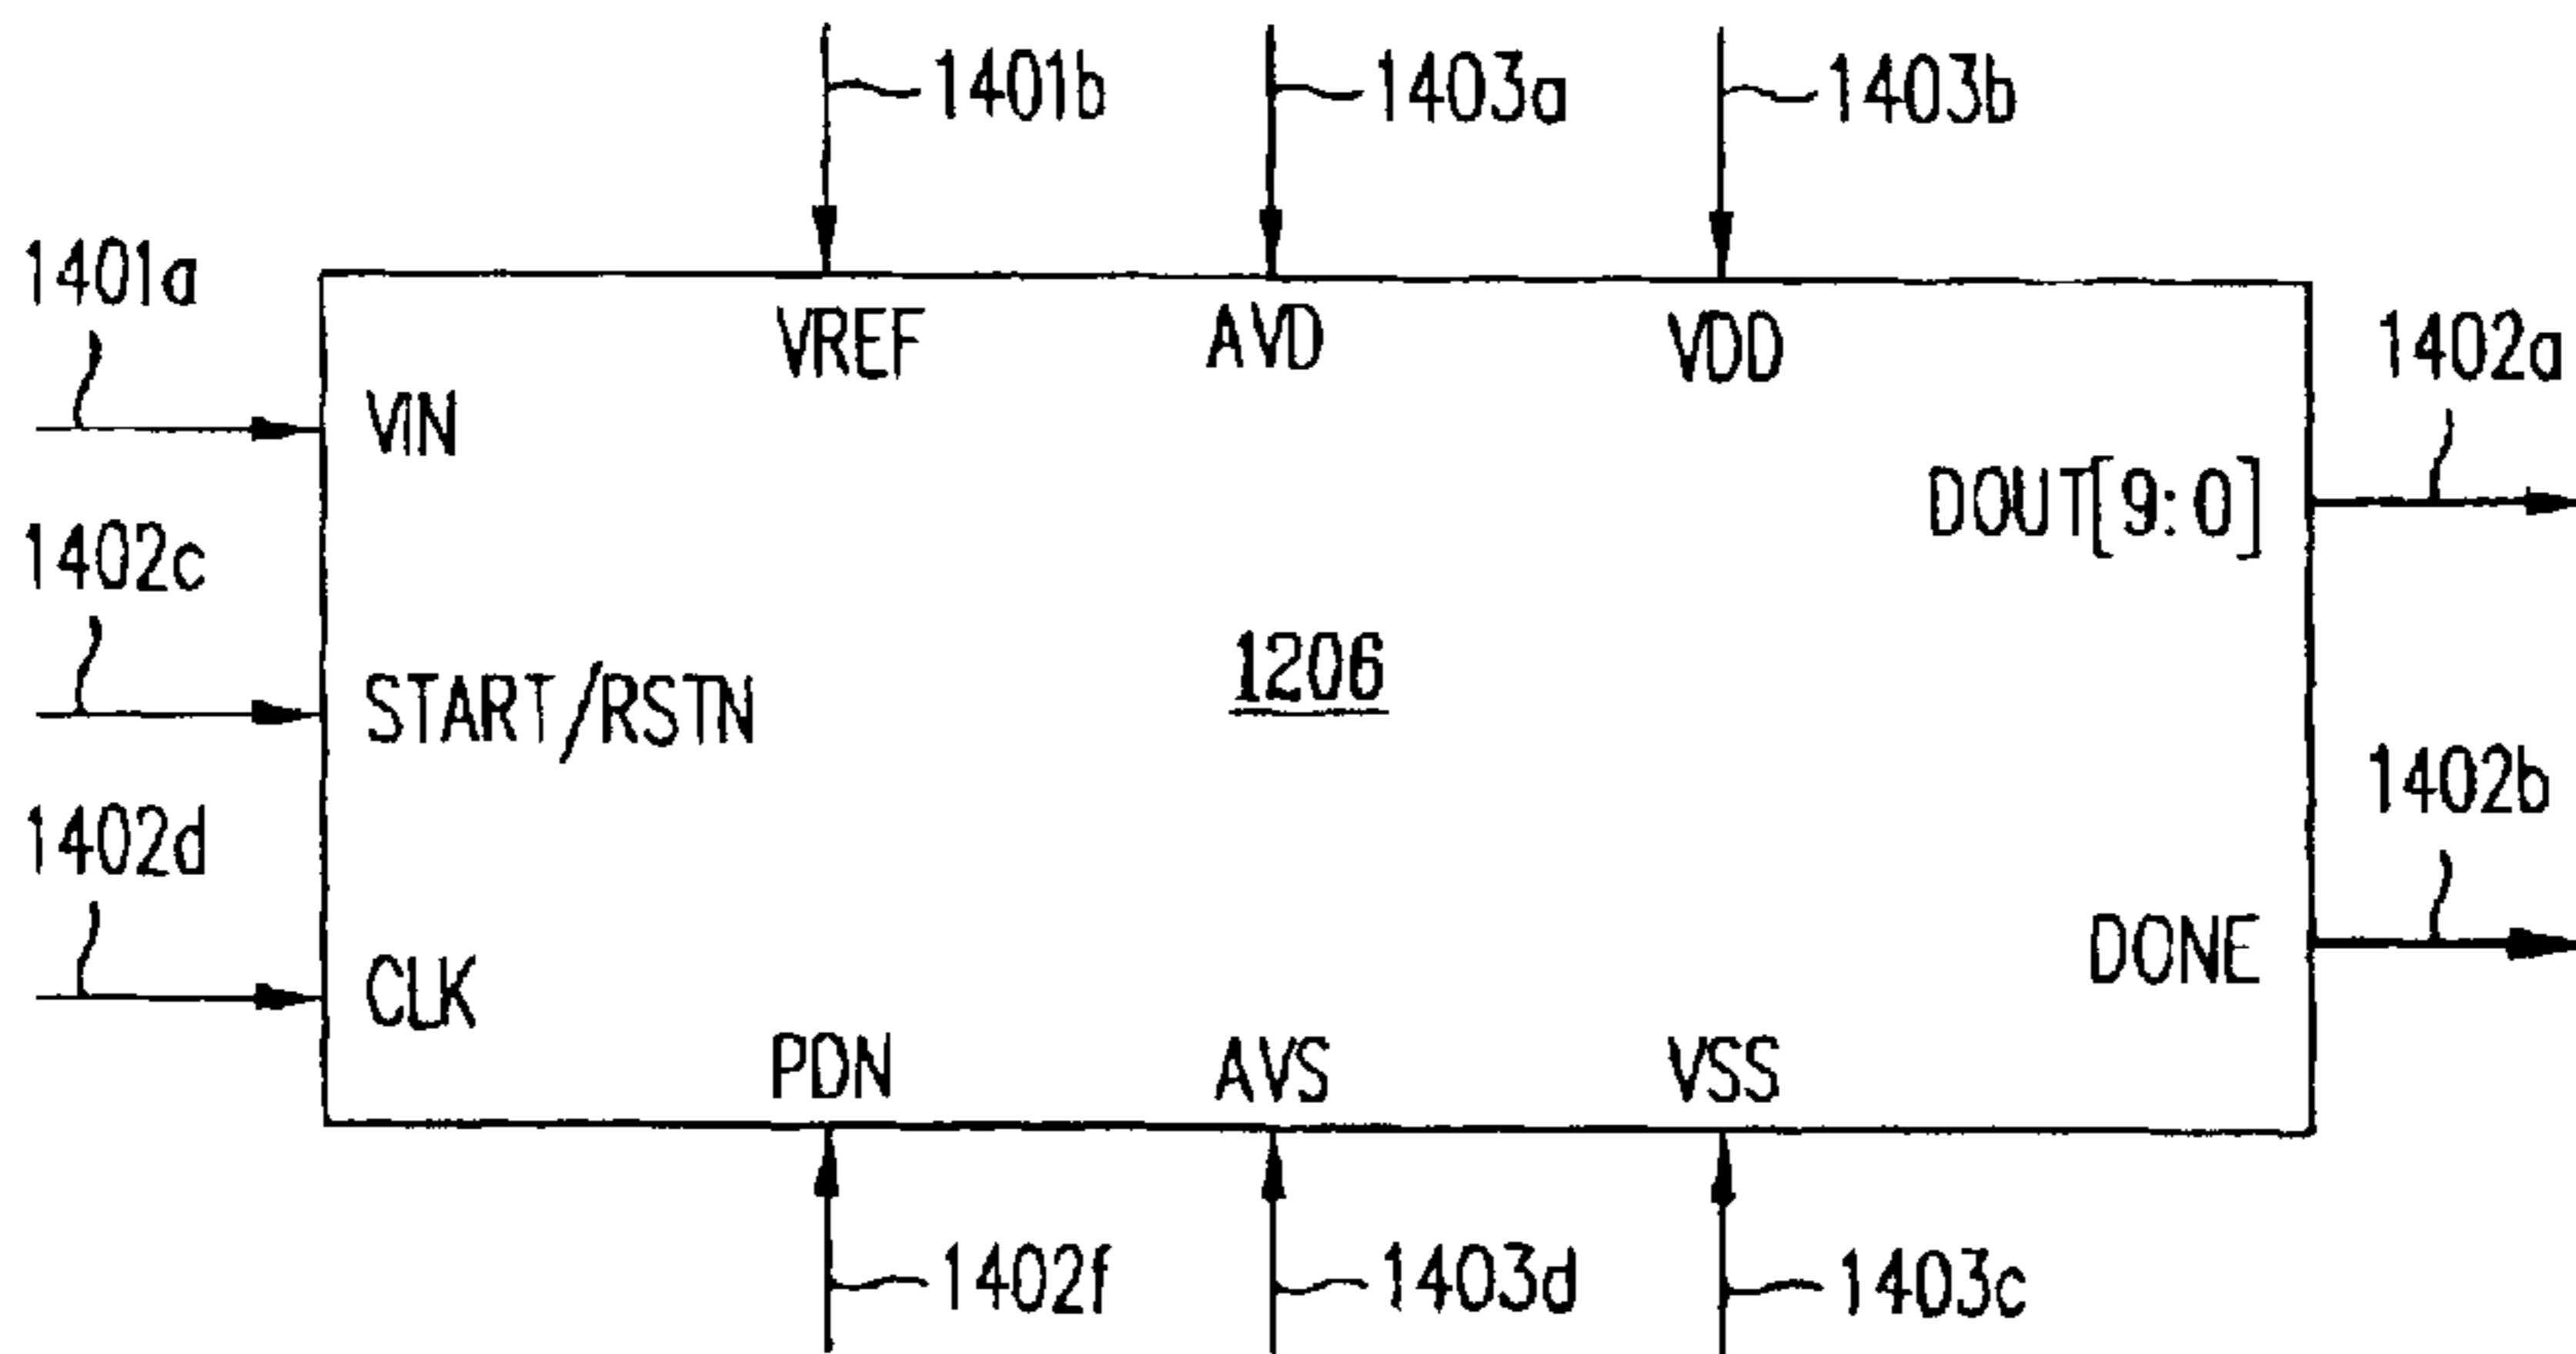 1401b
1403a
1403b
1401a
VREF
AVD
VDD
1402a
VIN
DOUT[9:0]
1402c
START/RSTN
1206
1402b
1402d
DONE
CLK
PDN
AVS
VSS
1402f
1403d
1403c